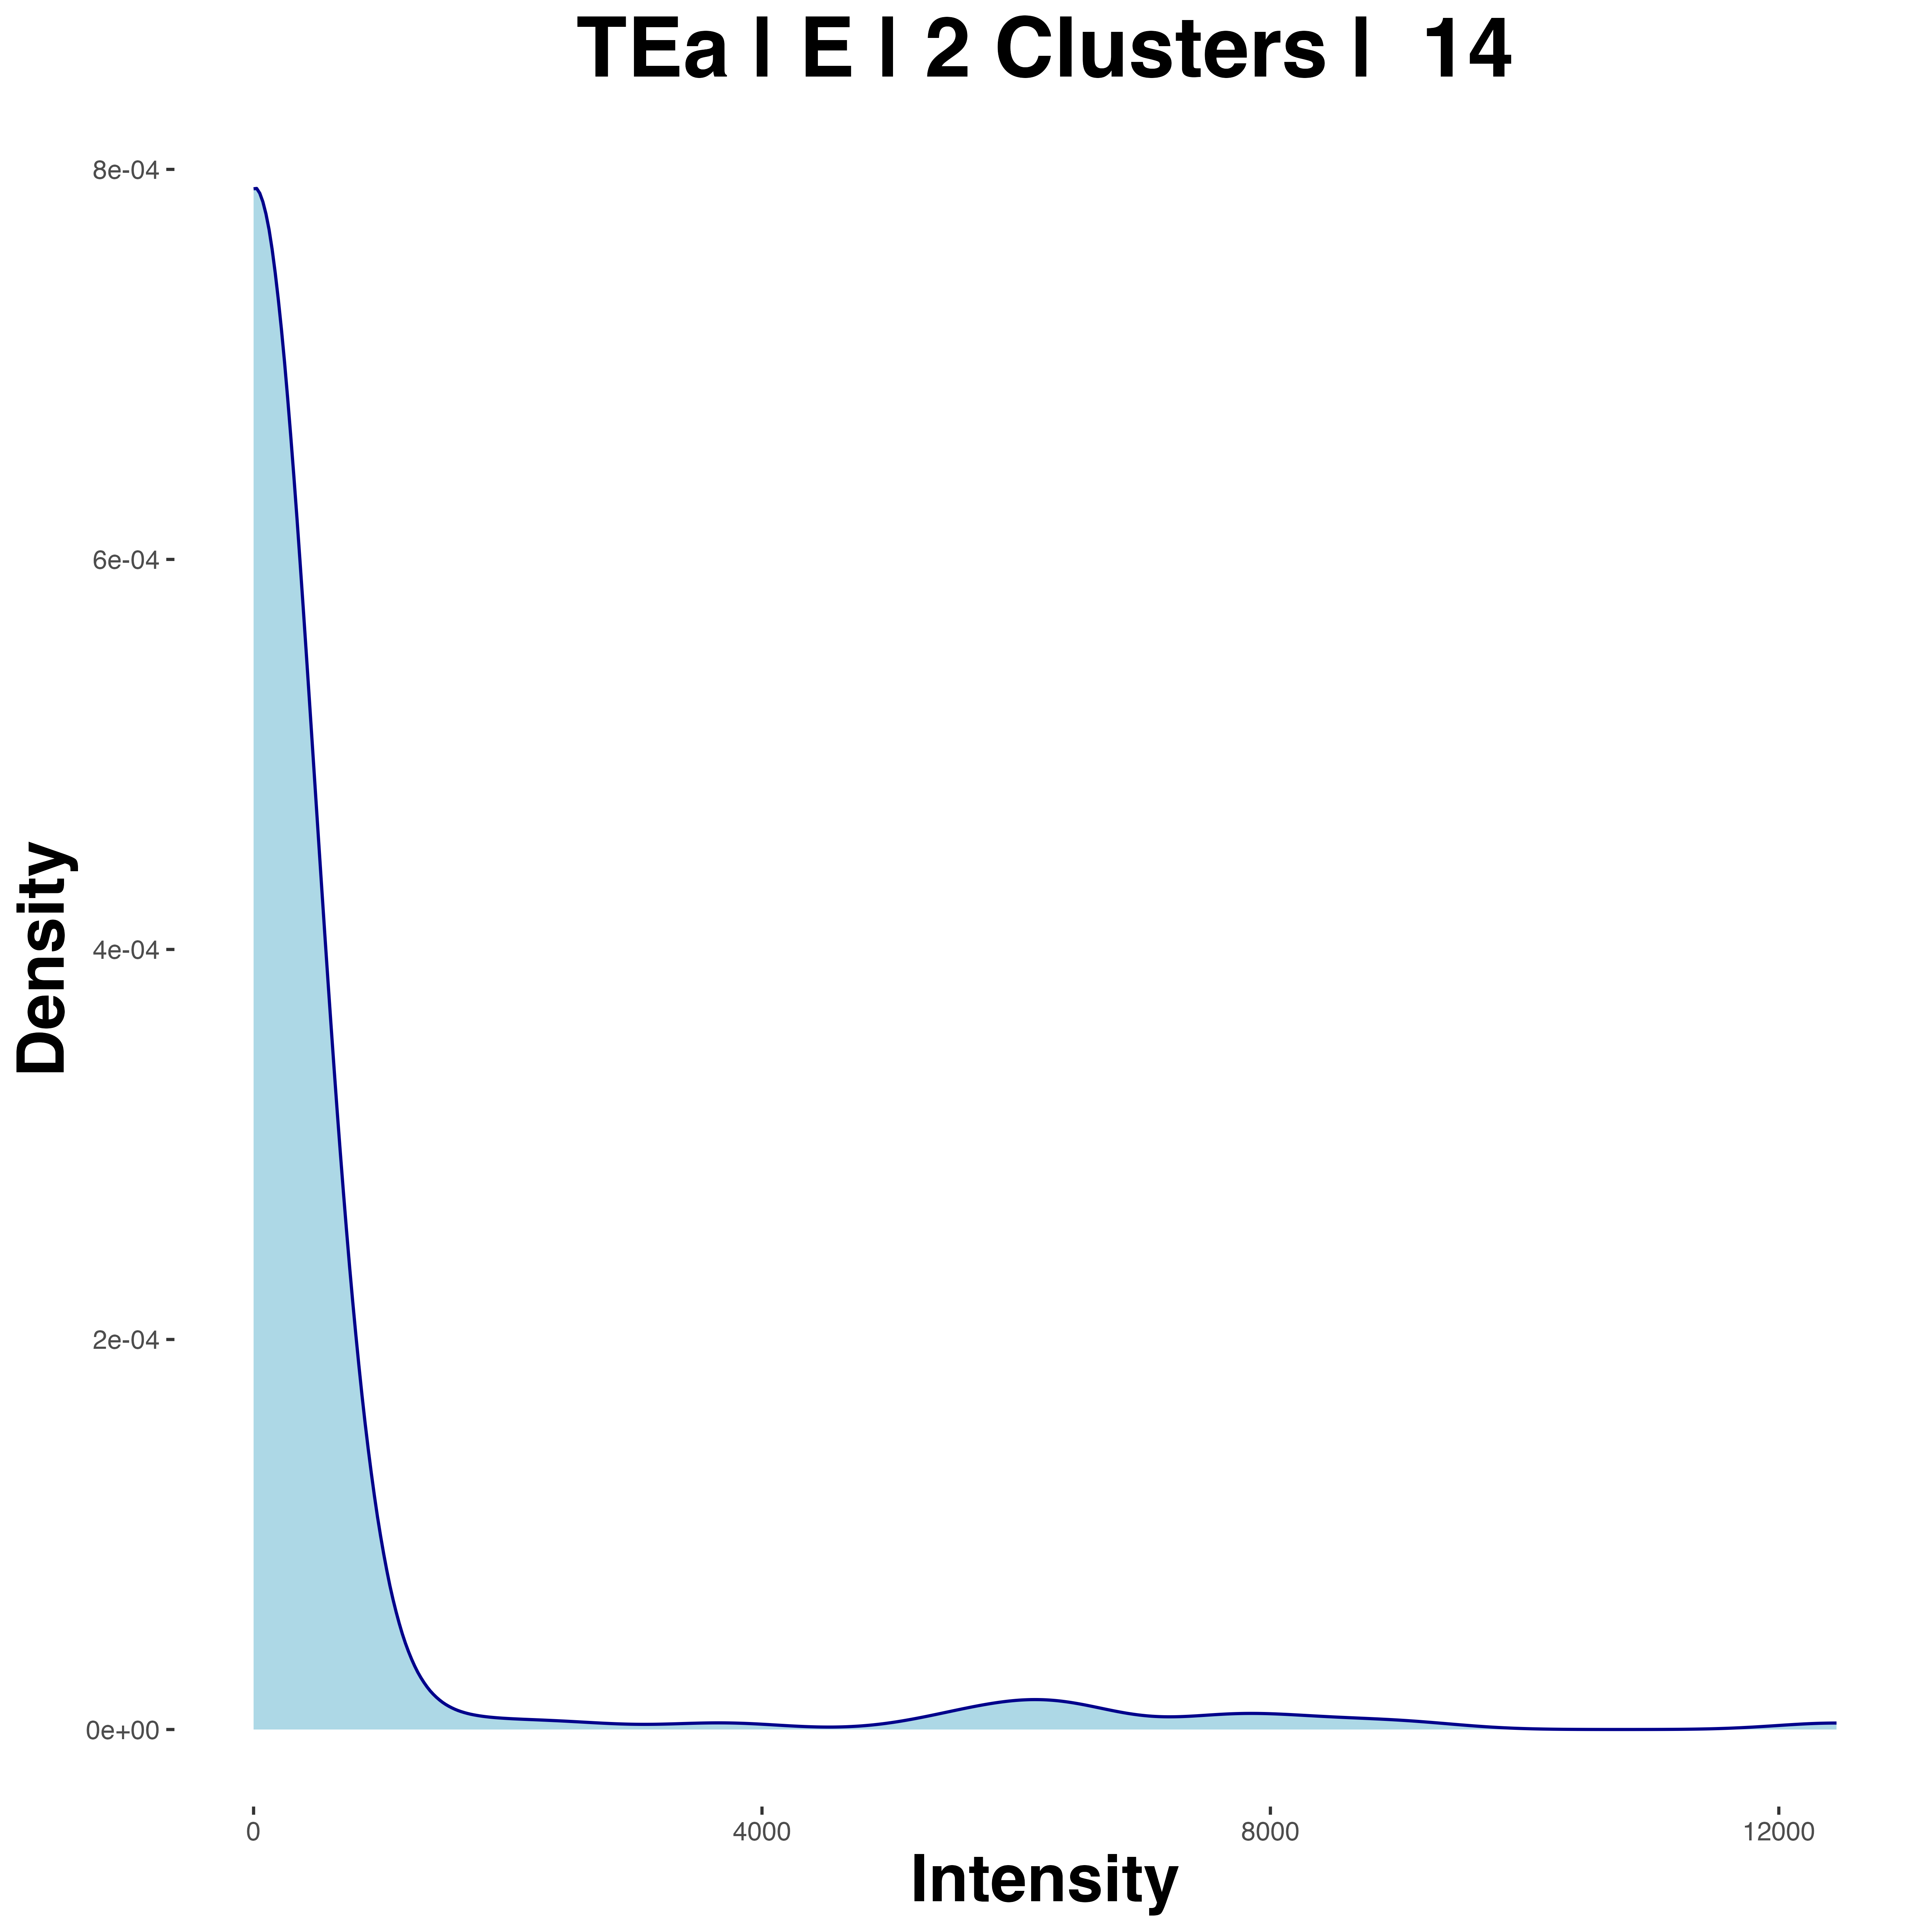 TEa | E | 2 Clusters | 14
Density
8e-04
6e-04
4e-04
2e-04
0e+00
0 4000 8000 12000
Intensity